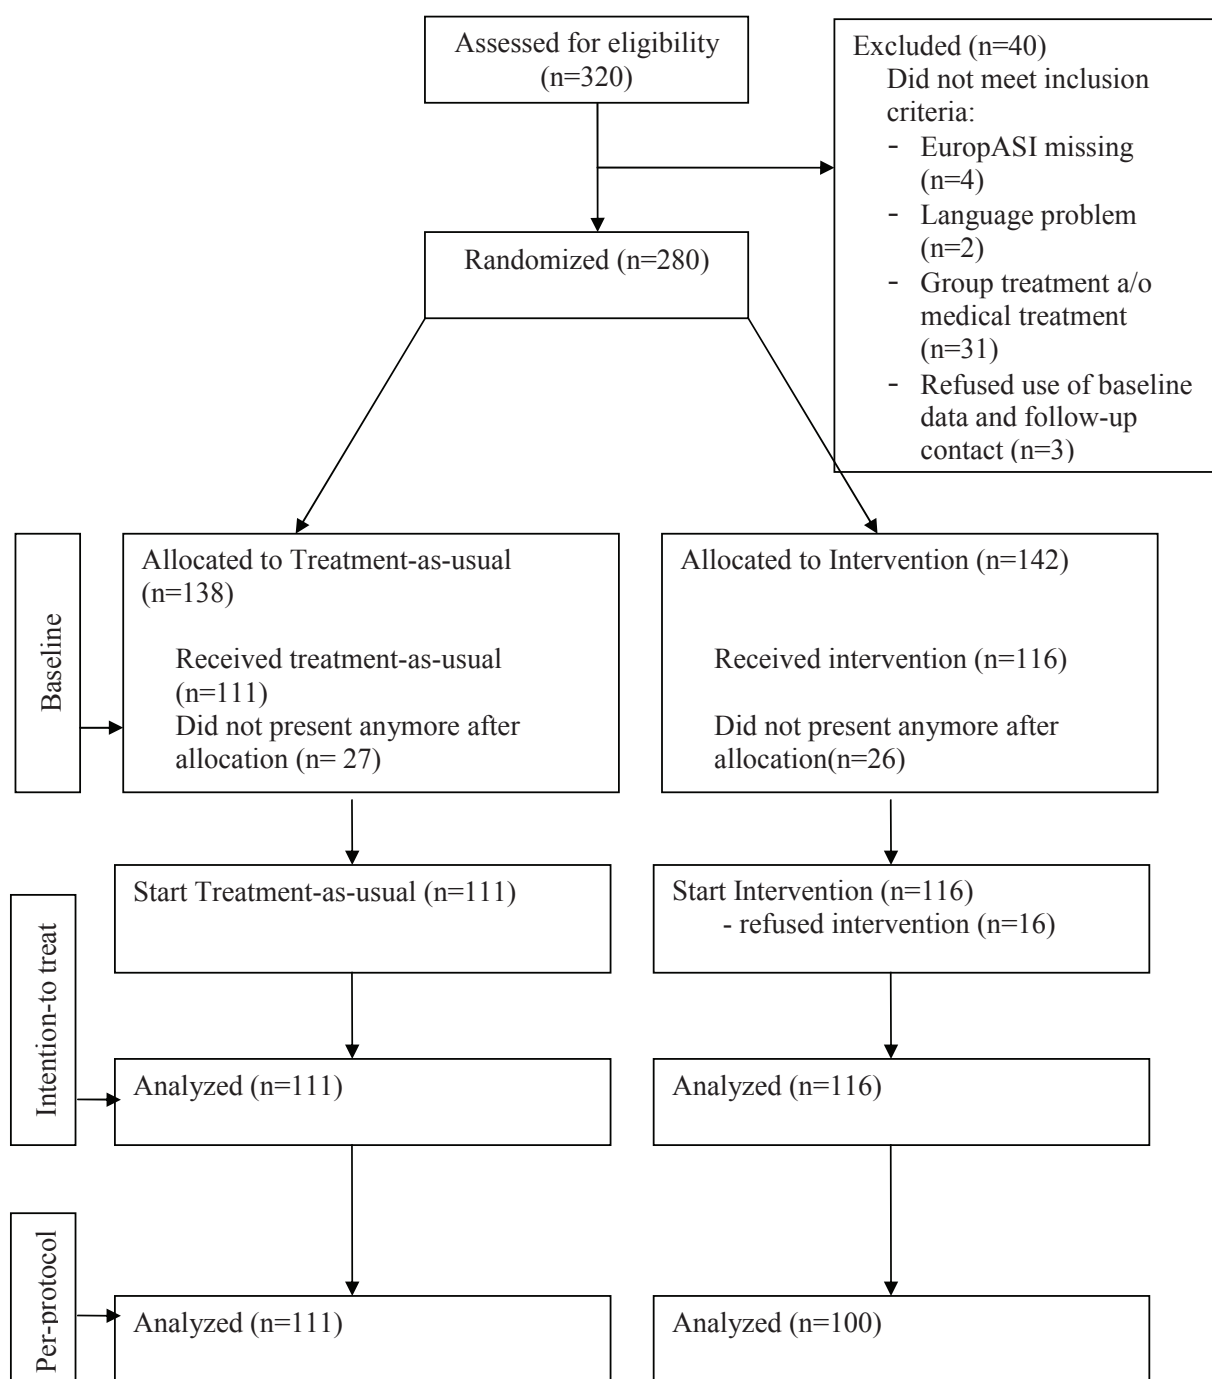 Assessed for eligibility
(n=320)
Excluded (n=40)
Did not meet inclusion
criteria:
- EuropASI missing
(n=4)
- Language problem
(n=2)
- Group treatment a/o
medical treatment
(n=31)
- Refused use of baseline
data and follow-up
contact (n=3)
Randomized (n=280)
Baseline
Allocated to Treatment-as-usual
(n=138)
Received treatment-as-usual
(n=111)
Did not present anymore after
allocation (n= 27)
Allocated to Intervention (n=142)
Received intervention (n=116)
Did not present anymore after
allocation(n=26)
Intention-to treat
Start Treatment-as-usual (n=111)
Start Intervention (n=116)
- refused intervention (n=16)
Analyzed (n=111)
Analyzed (n=116)
Per-protocol
Analyzed (n=111)
Analyzed (n=100)